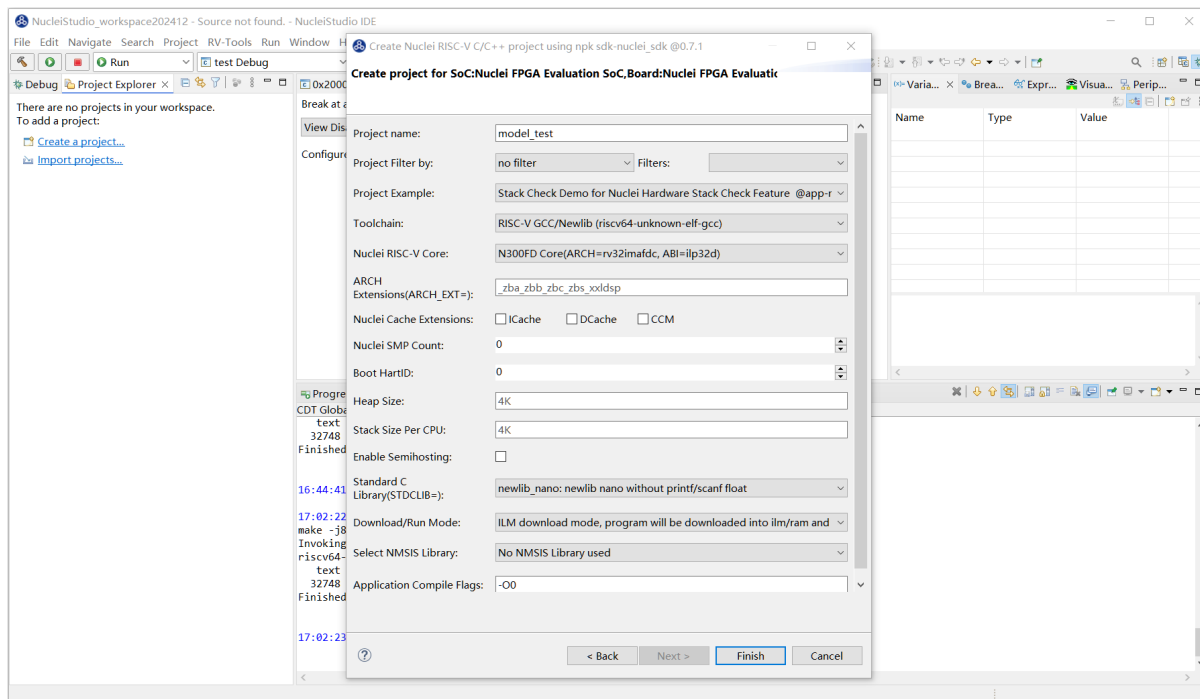 NucleiStudio_workspace202412 - Source not found. - NucleiStudio IDE
File Edit Navigate Search Project RV-Tools Run Window H
Run
test Debug
Debug
Project Explorer
There are no projects in your workspace.
To add a project:
Create a project...
Import projects...
0x2000
Break at a
View Dis
Configure
Create Nuclei RISC-V C/C++ project using npk sdk-nuclei_sdk @0.7.1
Create project for SoC:Nuclei FPGA Evaluation SoC,Board:Nuclei FPGA Evaluatic
Project name: model_test
Project Filter by: no filter Filters:
Project Example: Stack Check Demo for Nuclei Hardware Stack Check Feature @app-r
Toolchain: RISC-V GCC/Newlib (riscv64-unknown-elf-gcc)
Nuclei RISC-V Core: N300FD Core(ARCH=rv32imafdc, ABI=ilp32d)
ARCH
Extensions(ARCH_EXT=): _zba_zbb_zbc_zbs_xxldsp
Nuclei Cache Extensions: ICache DCache CCM
Nuclei SMP Count: 0
Boot HartID: 0
Heap Size: 4K
Stack Size Per CPU: 4K
Enable Semihosting:
Standard C
Library(STDCLIB=): newlib_nano: newlib nano without printf/scanf float
Download/Run Mode: ILM download mode, program will be downloaded into ilm/ram and
Select NMSIS Library: No NMSIS Library used
Application Compile Flags: -O0
< Back Next > Finish Cancel
Varia... Brea... Expr... Visua... Perip...
Name Type Value
Progre
CDT Globa
text
32748
Finished
16:44:41
17:02:22
make -j8
Invoking
riscv64-
text
32748
Finished
17:02:23